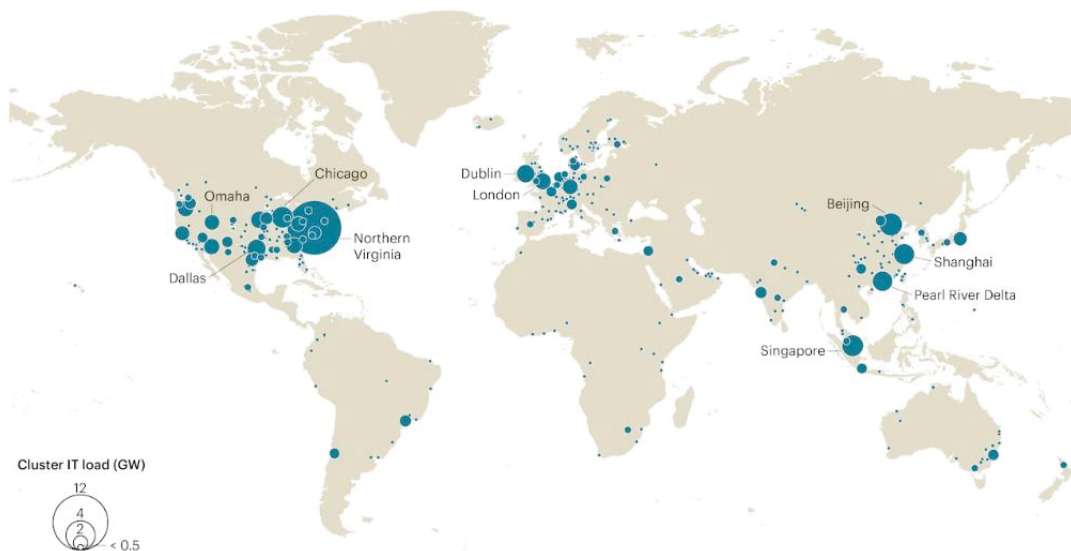 Chicago
Omaha
Northern
Virginia
Dallas
Dublin
London
Beijing
Shanghai
Pearl River Delta
Singapore
Cluster IT load (GW)
12
4
2
< 0.5